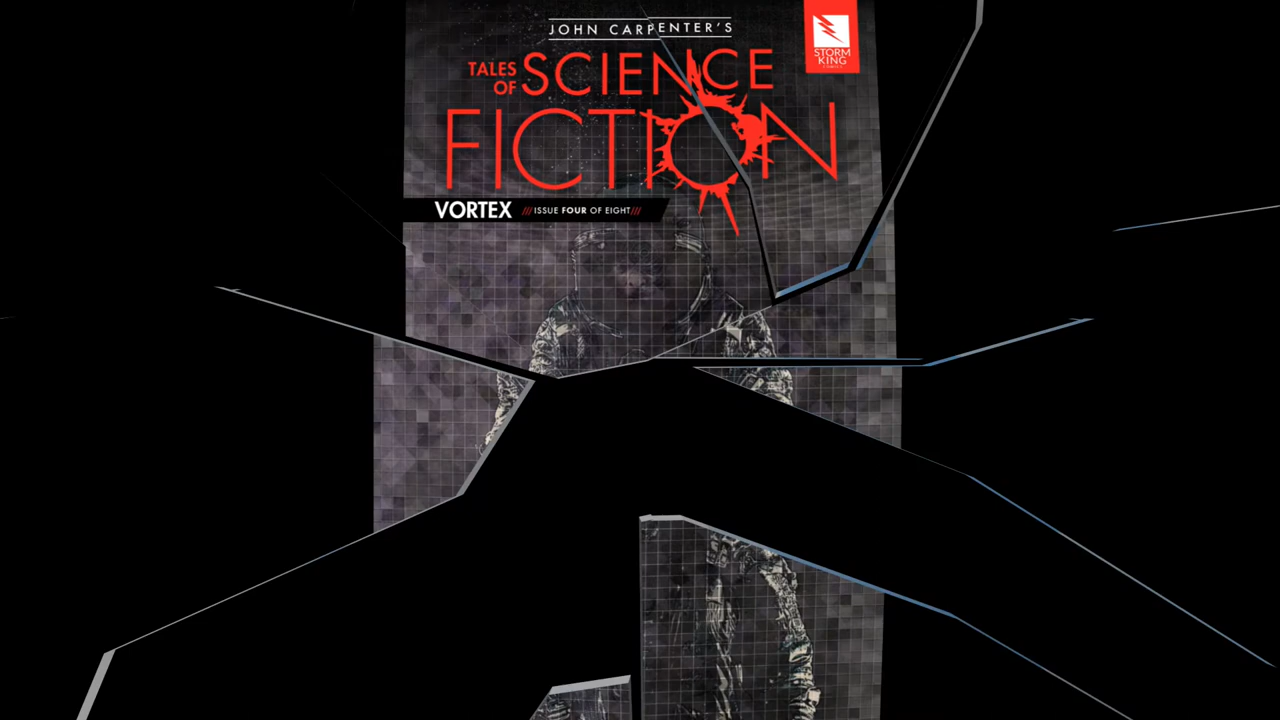 JOHN CARPENTER'S
TALES OF SCIENCE
FICTION
STORM
KING
VORTEX ///ISSUE FOUR OF EIGHT///